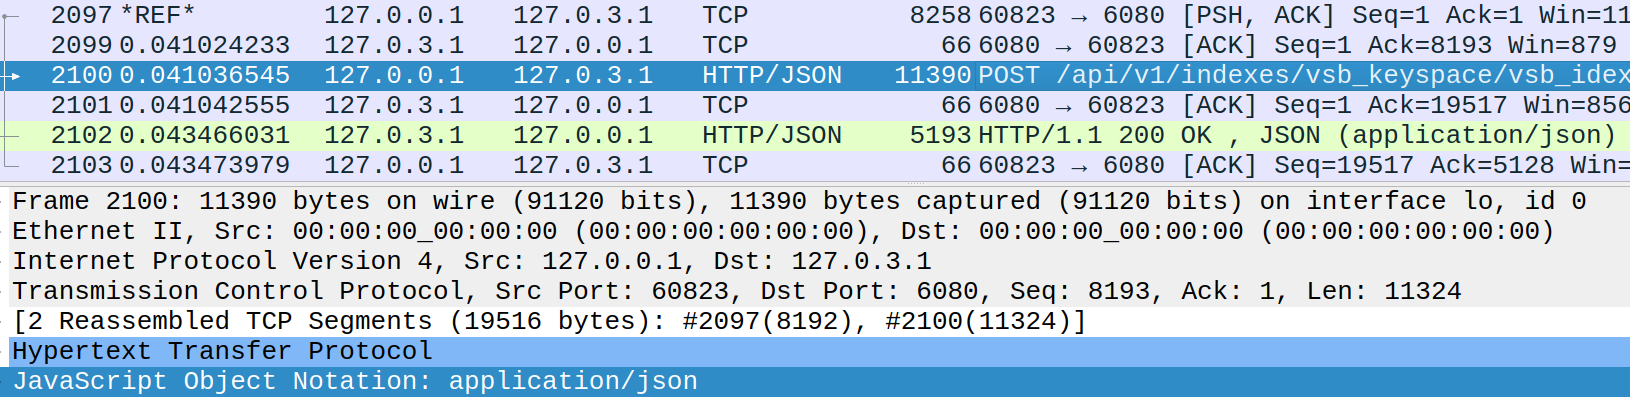 2097 *REF* 127.0.0.1 127.0.3.1 TCP 8258 60823 → 6080 [PSH, ACK] Seq=1 Ack=1 Win=11
2099 0.041024233 127.0.3.1 127.0.0.1 TCP 66 6080 → 60823 [ACK] Seq=1 Ack=8193 Win=879
2100 0.041036545 127.0.0.1 127.0.3.1 HTTP/JSON 11390 POST /api/v1/indexes/vsb_keyspace/vsb_idex
2101 0.041042555 127.0.3.1 127.0.0.1 TCP 66 6080 → 60823 [ACK] Seq=1 Ack=19517 Win=856
2102 0.043466031 127.0.3.1 127.0.0.1 HTTP/JSON 5193 HTTP/1.1 200 OK , JSON (application/json)
2103 0.043473979 127.0.0.1 127.0.3.1 TCP 66 60823 → 6080 [ACK] Seq=19517 Ack=5128 Win=
Frame 2100: 11390 bytes on wire (91120 bits), 11390 bytes captured (91120 bits) on interface lo, id 0
Ethernet II, Src: 00:00:00_00:00:00 (00:00:00:00:00:00), Dst: 00:00:00_00:00:00 (00:00:00:00:00:00)
Internet Protocol Version 4, Src: 127.0.0.1, Dst: 127.0.3.1
Transmission Control Protocol, Src Port: 60823, Dst Port: 6080, Seq: 8193, Ack: 1, Len: 11324
[2 Reassembled TCP Segments (19516 bytes): #2097(8192), #2100(11324)]
Hypertext Transfer Protocol
JavaScript Object Notation: application/json